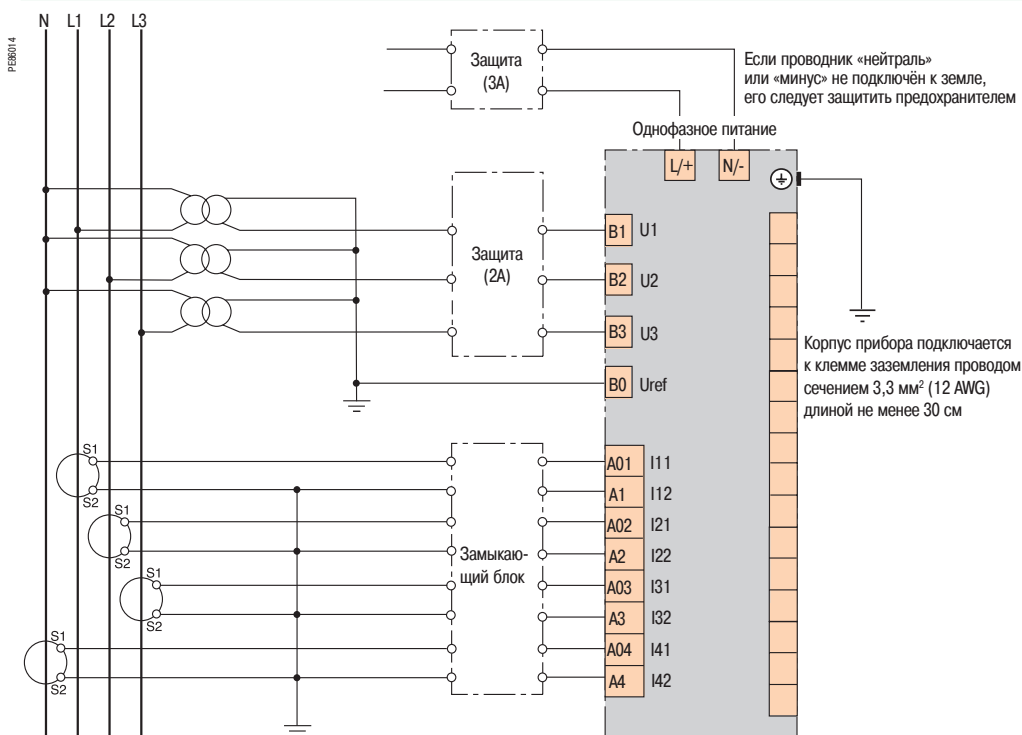 PE86014
N L1 L2 L3
Защита
(3А)
Если проводник «нейтраль»
или «минус» не подключён к земле,
его следует защитить предохранителем
Однофазное питание
L/+ N/-
Защита
(2А)
B1 U1
B2 U2
B3 U3
B0 Uref
Корпус прибора подключается
к клемме заземления проводом
сечением 3,3 мм² (12 AWG)
длиной не менее 30 см
S1
S2
S1
S2
S1
S2
S1
S2
Замыкаю-
щий блок
A01 I11
A1 I12
A02 I21
A2 I22
A03 I31
A3 I32
A04 I41
A4 I42